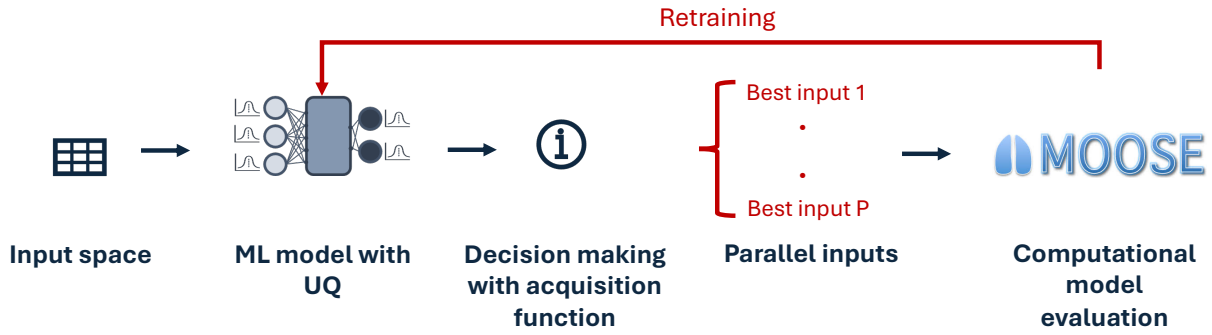 Retraining
Best input 1
.
.
Best input P
MOOSE
Input space
ML model with
UQ
Decision making
with acquisition
function
Parallel inputs
Computational
model
evaluation